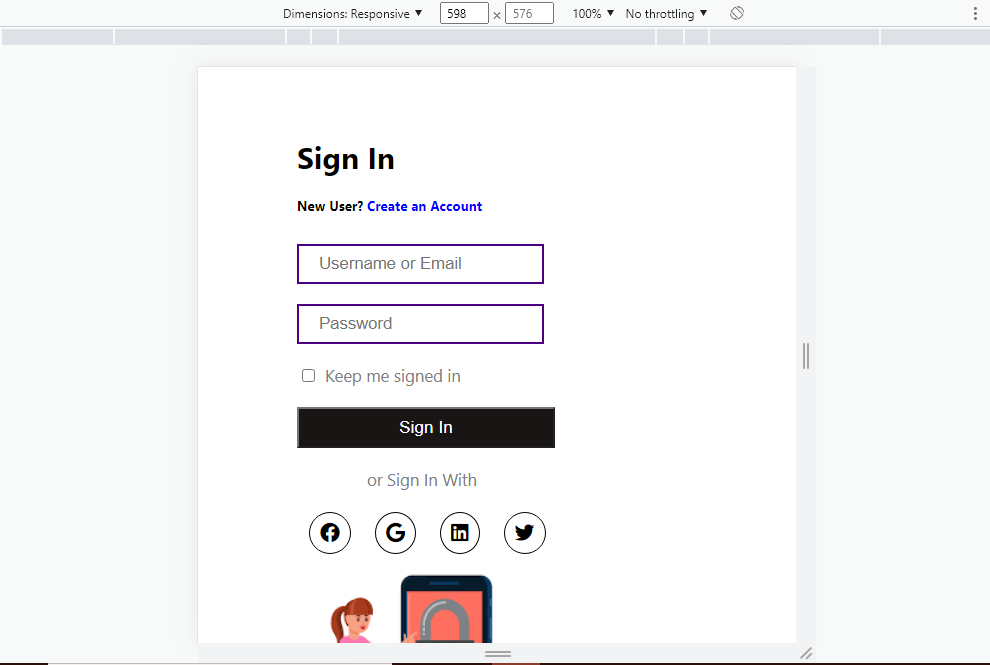 Dimensions: Responsive ▼ 598 × 576 100% ▼ No throttling ▼
Sign In
New User? Create an Account
Username or Email
Password
Keep me signed in
Sign In
or Sign In With